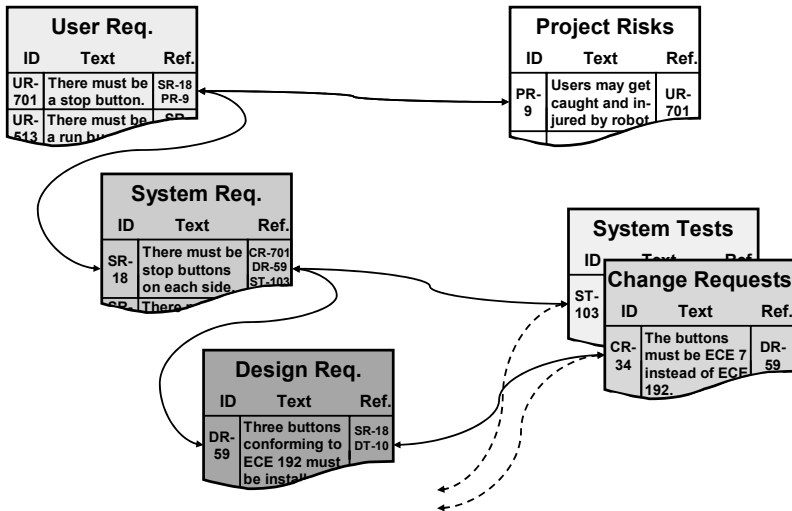 User Req.
ID Text Ref.
UR-
701
There must be
a stop button.
SR-18
PR-9
UR-
513
There must be
a run
Project Risks
ID Text Ref.
PR-
9
Users may get
caught and in-
jured by robot
UR-
701
System Req.
ID Text Ref.
SR-
18
There must be
stop buttons
on each side.
CR-701
DR-59
ST-103
There
System Tests
ID Text Ref
ST-
103
Change Requests
ID Text Ref.
CR-
34
The buttons
must be ECE 7
instead of ECE
192.
DR-
59
Design Req.
ID Text Ref.
DR-
59
Three buttons
conforming to
ECE 192 must
be
SR-18
DT-10